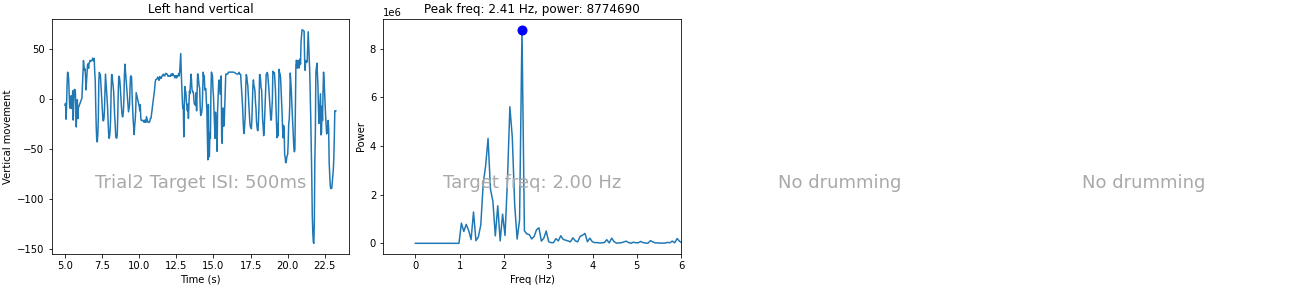 Left hand vertical
Vertical movement
50
0
−50
−100
−150
Trial2 Target ISI: 500ms
5.0 7.5 10.0 12.5 15.0 17.5 20.0 22.5
Time (s)
Peak freq: 2.41 Hz, power: 8774690
1e6
Power
8
6
4
2
0
Target freq: 2.00 Hz
0 1 2 3 4 5 6
Freq (Hz)
No drumming
No drumming